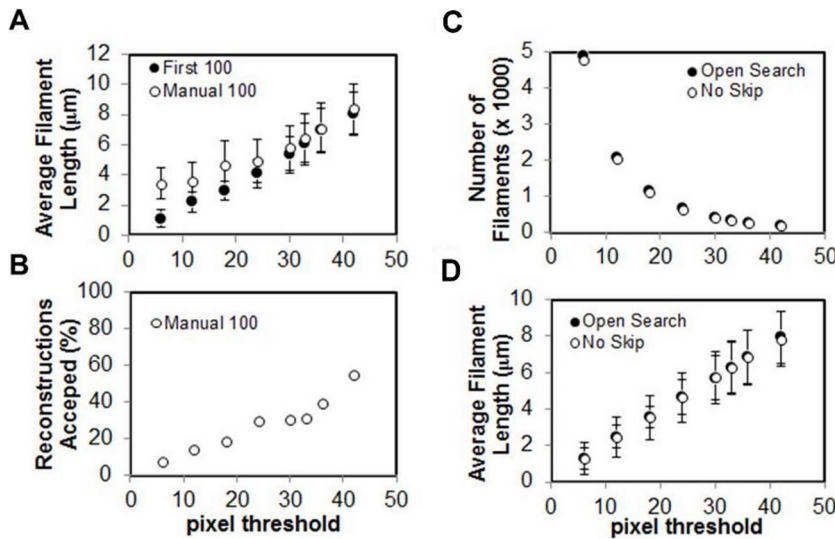 A
Average Filament
Length (μm)
12
10
8
6
4
2
0
First 100
Manual 100
0 10 20 30 40 50
B
Reconstructions
Acceped (%)
100
80
60
40
20
0
Manual 100
0 10 20 30 40 50
pixel threshold
C
Number of
Filaments (x 1000)
5
4
3
2
1
0
Open Search
No Skip
0 10 20 30 40 50
D
Average Filament
Length (μm)
10
8
6
4
2
0
Open Search
No Skip
0 10 20 30 40 50
pixel threshold